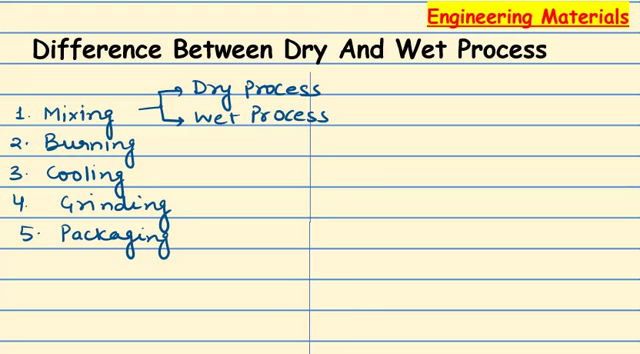 Engineering Materials
Difference Between Dry And Wet Process
Dry Process
1. Mixing
Wet Process
2. Burning
3. Cooling
4. Grinding
5. Packaging